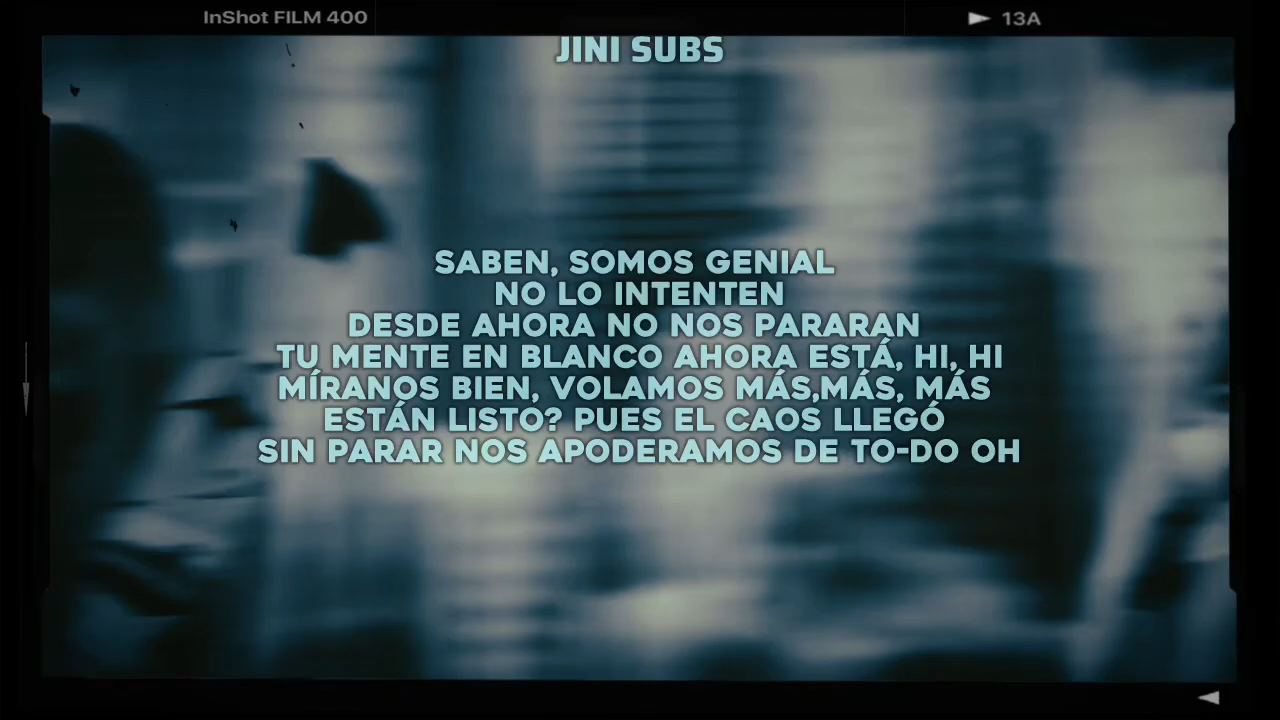 InShot FILM 400
13A
JINI SUBS
SABEN, SOMOS GENIAL
NO LO INTENTEN
DESDE AHORA NO NOS PARARAN
TU MENTE EN BLANCO AHORA ESTÁ, HI, HI
MÍRANOS BIEN, VOLAMOS MÁS,MÁS, MÁS
ESTÁN LISTO? PUES EL CAOS LLEGÓ
SIN PARAR NOS APODERAMOS DE TO-DO OH